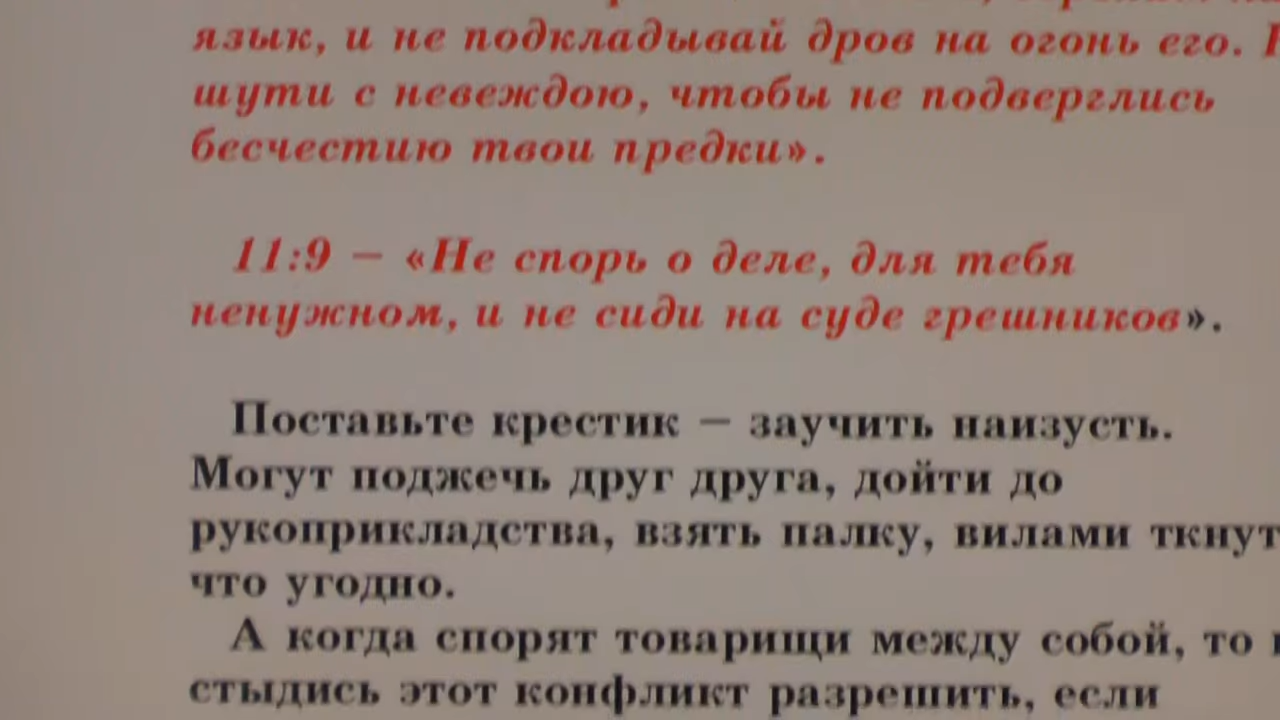 язык, и не подкладывай дров на огонь его.
шути с невеждою, чтобы не подверглись
бесчестию твои предки».
11:9 – «Не спорь о деле, для тебя
ненужном, и не сиди на суде грешников».
Поставьте крестик – заучить наизусть.
Могут поджечь друг друга, дойти до
рукоприкладства, взять палку, вилами ткнут
что угодно.
А когда спорят товарищи между собой, то
стыдись этот конфликт разрешить, если